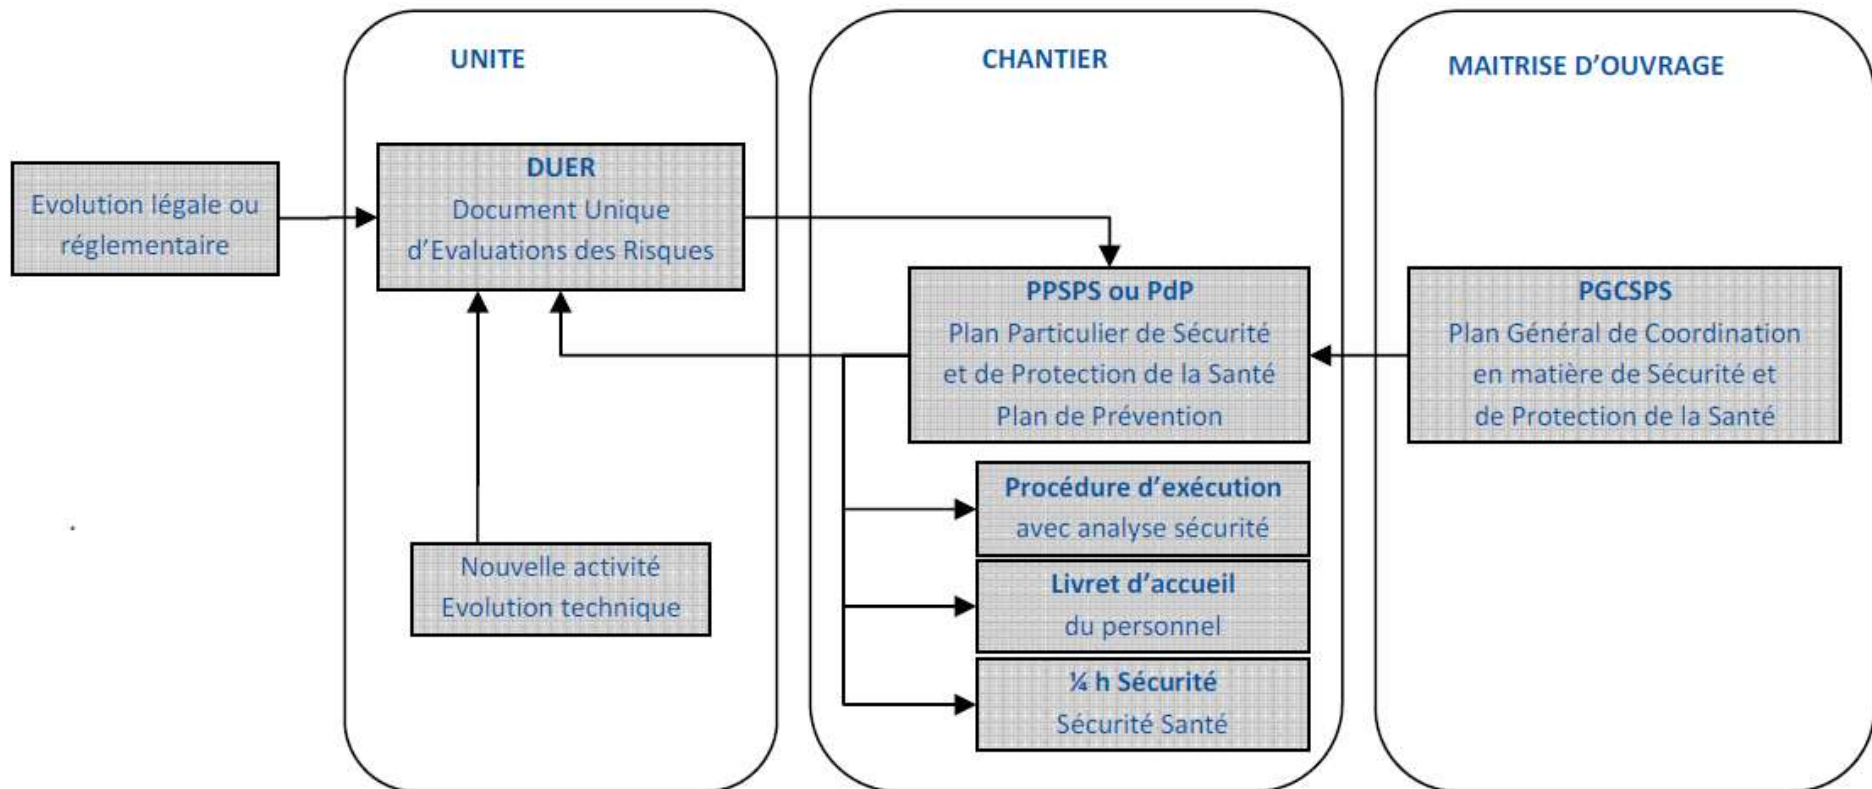 UNITE
CHANTIER
MAITRISE D'OUVRAGE
Evolution légale ou
réglementaire
DUER
Document Unique
d'Evaluations des Risques
Nouvelle activité
Evolution technique
PPSPS ou PdP
Plan Particulier de Sécurité
et de Protection de la Santé
Plan de Prévention
Procédure d'exécution
avec analyse sécurité
Livret d'accueil
du personnel
¼ h Sécurité
Sécurité Santé
PGCSPS
Plan Général de Coordination
en matière de Sécurité et
de Protection de la Santé